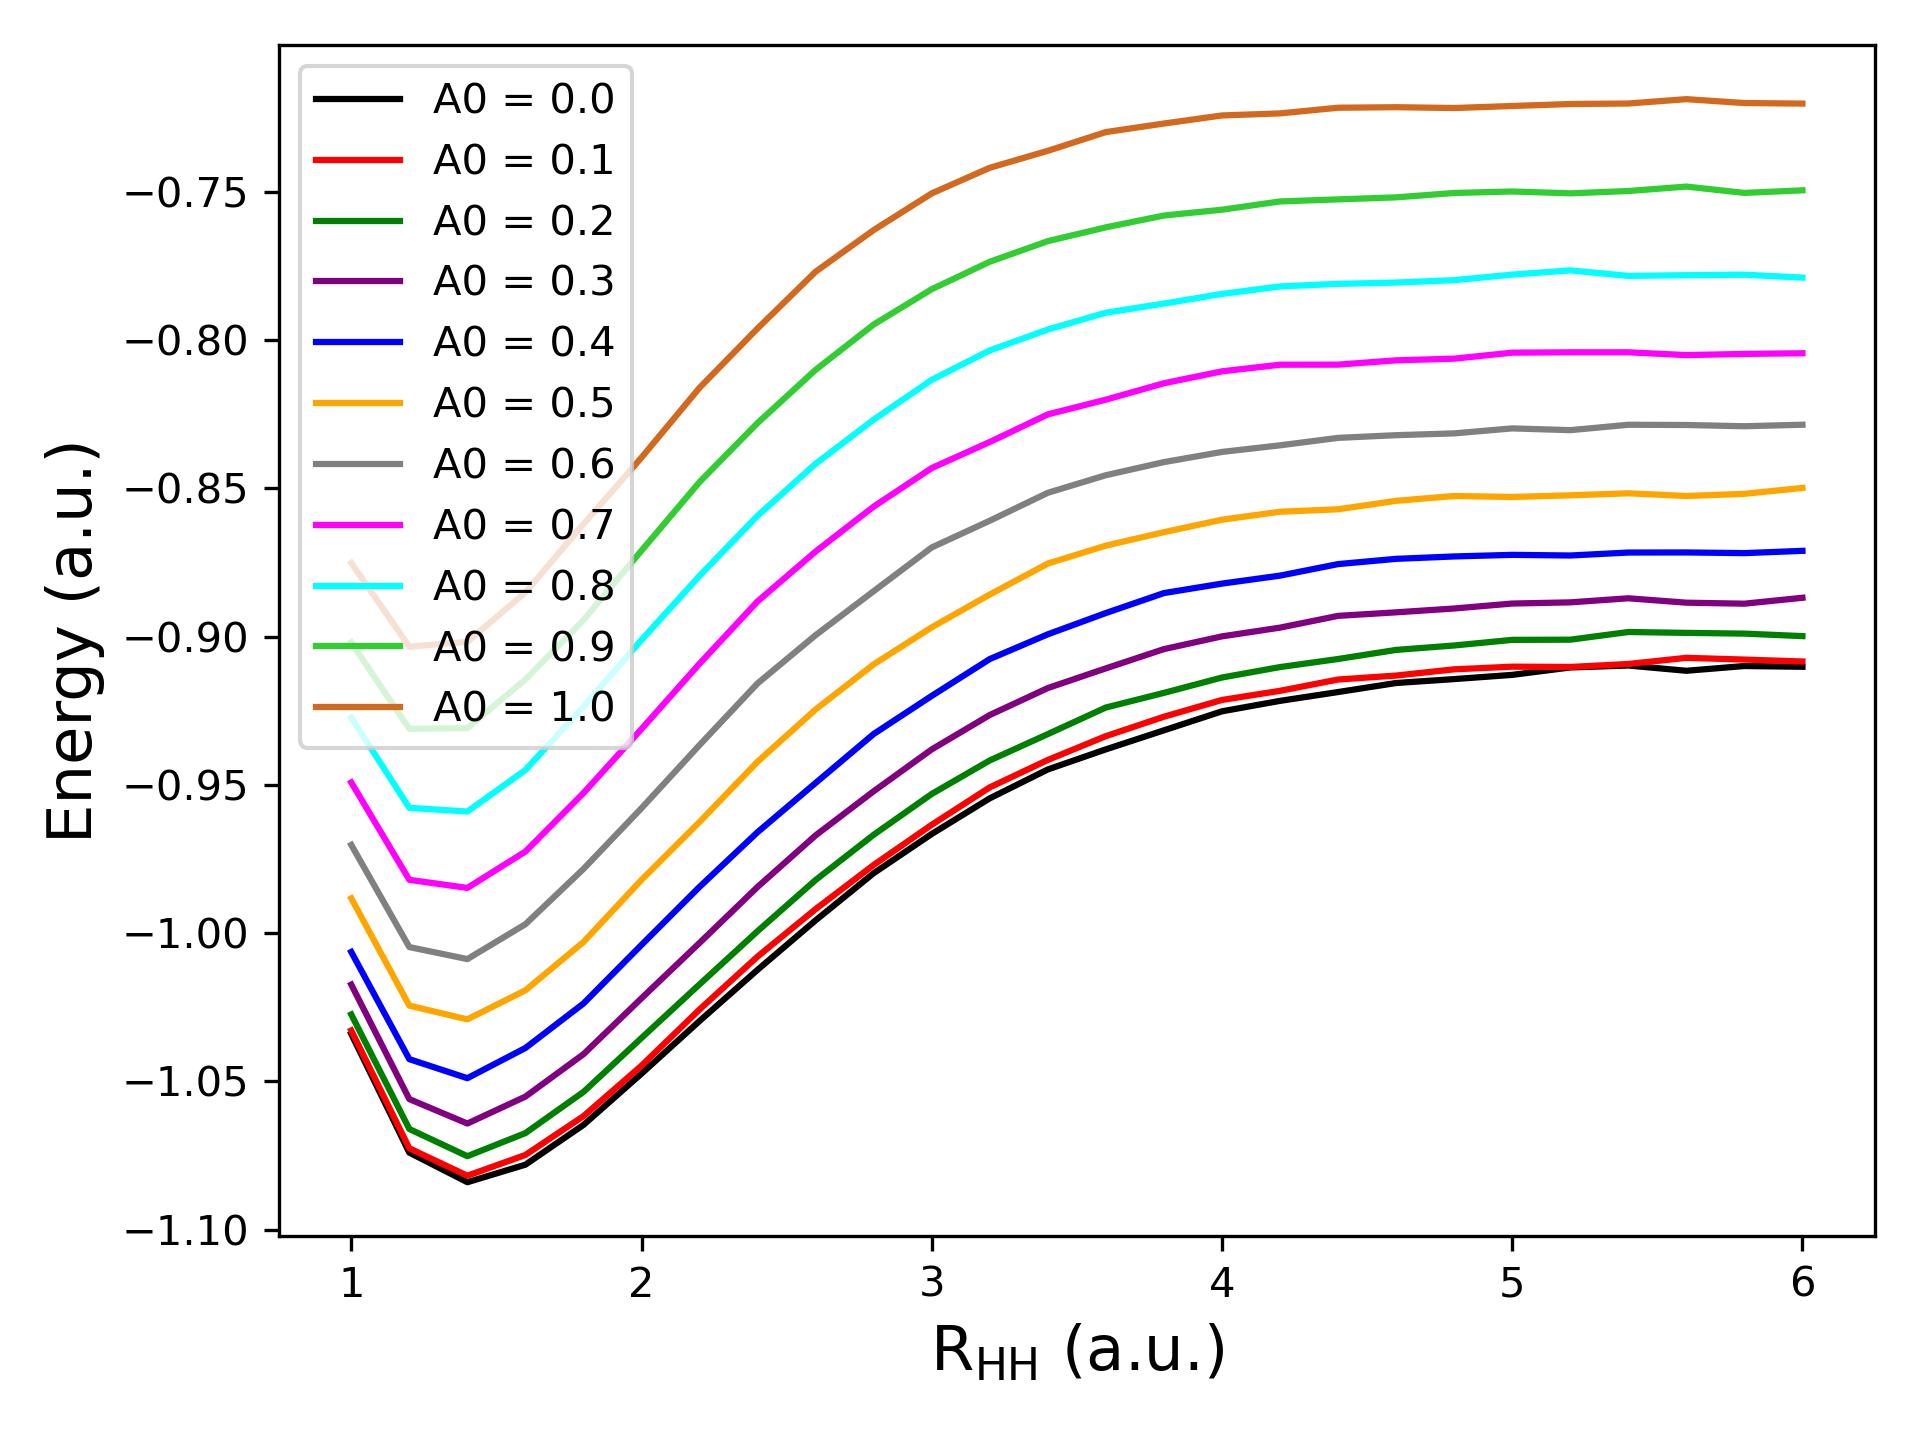 A0 = 0.0
A0 = 0.1
A0 = 0.2
A0 = 0.3
A0 = 0.4
A0 = 0.5
A0 = 0.6
A0 = 0.7
A0 = 0.8
A0 = 0.9
A0 = 1.0
Energy (a.u.)
−0.75
−0.80
−0.85
−0.90
−0.95
−1.00
−1.05
−1.10
1 2 3 4 5 6
R_HH (a.u.)